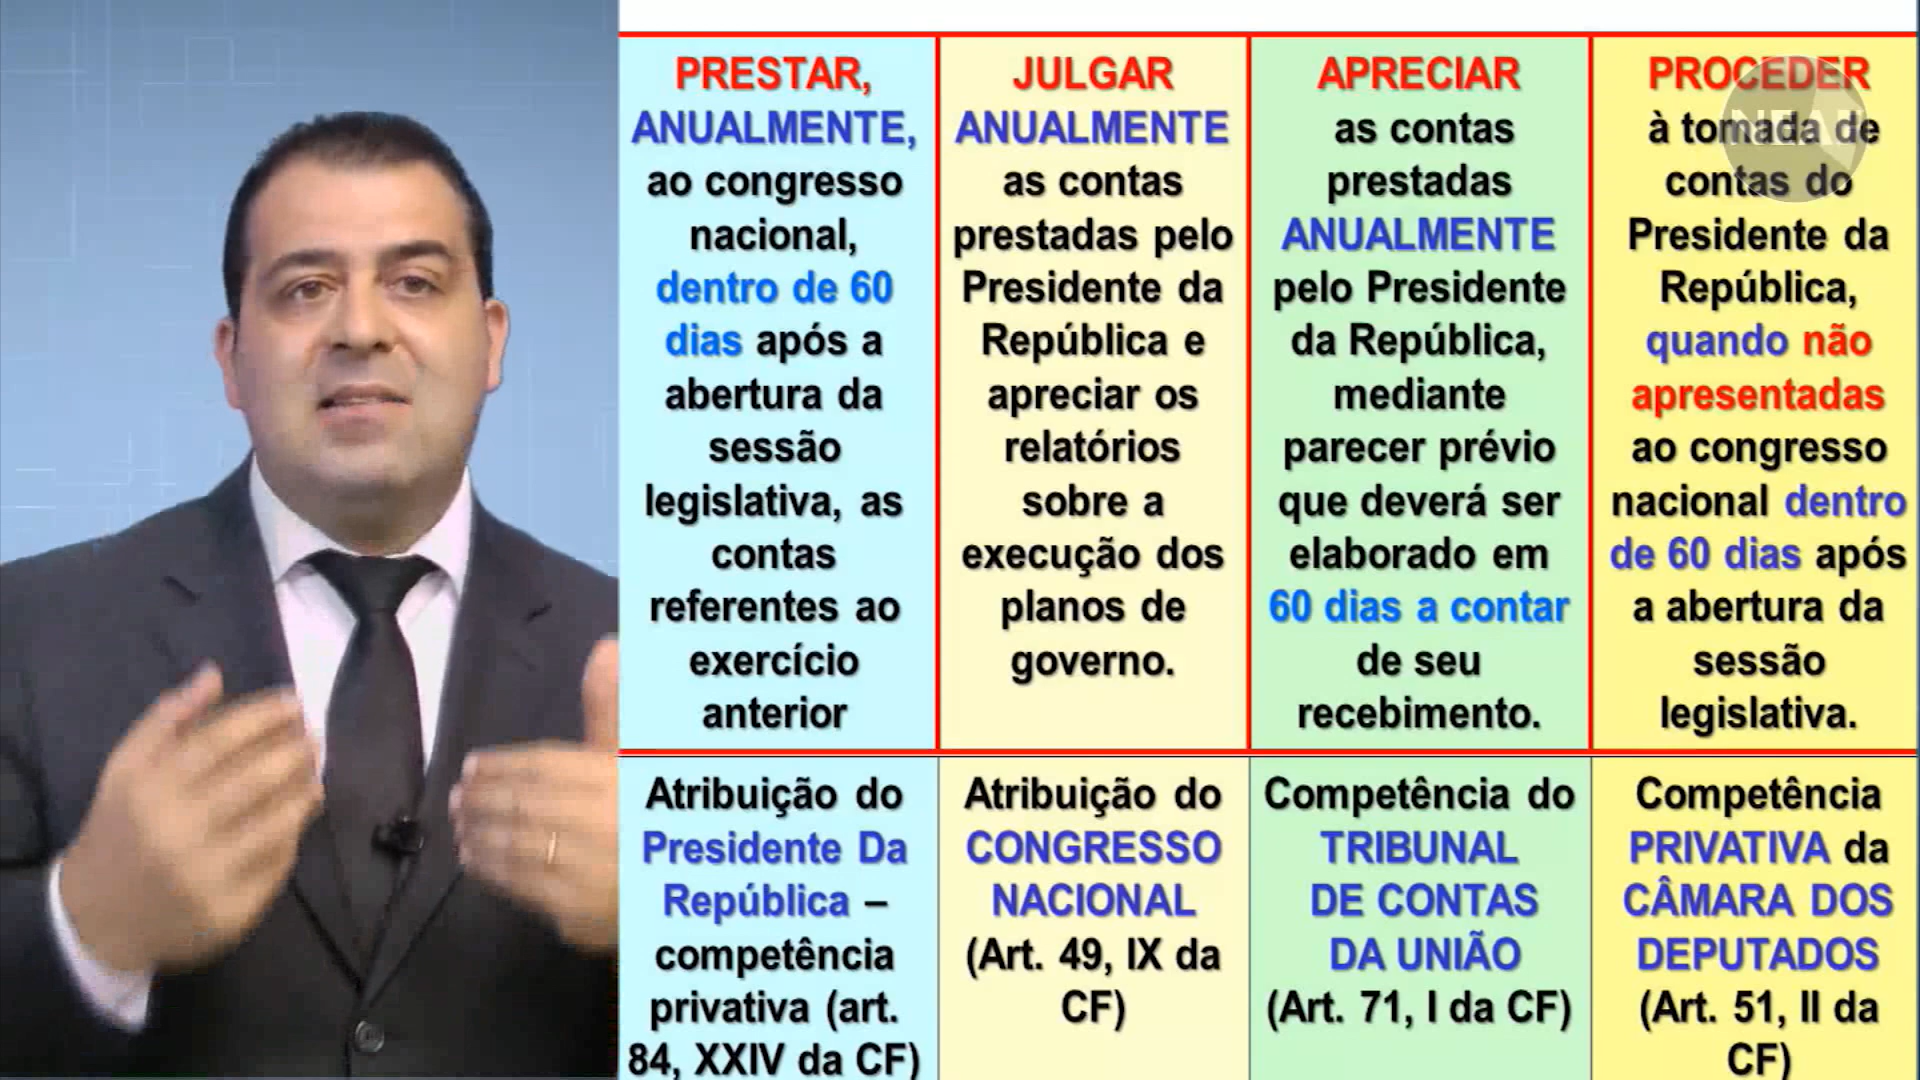 PRESTAR,
ANUALMENTE,
ao congresso
nacional,
dentro de 60
dias após a
abertura da
sessão
legislativa, as
contas
referentes ao
exercício
anterior
JULGAR
ANUALMENTE
as contas
prestadas pelo
Presidente da
República e
apreciar os
relatórios
sobre a
execução dos
planos de
governo.
APRECIAR
as contas
prestadas
ANUALMENTE
pelo Presidente
da República,
mediante
parecer prévio
que deverá ser
elaborado em
60 dias a contar
de seu
recebimento.
PROCEDER
à tomada de
contas do
Presidente da
República,
quando não
apresentadas
ao congresso
nacional dentro
de 60 dias após
a abertura da
sessão
legislativa.
Atribuição do
Presidente Da
República –
competência
privativa (art.
84, XXIV da CF)
Atribuição do
CONGRESSO
NACIONAL
(Art. 49, IX da
CF)
Competência do
TRIBUNAL
DE CONTAS
DA UNIÃO
(Art. 71, I da CF)
Competência
PRIVATIVA da
CÂMARA DOS
DEPUTADOS
(Art. 51, II da
CF)